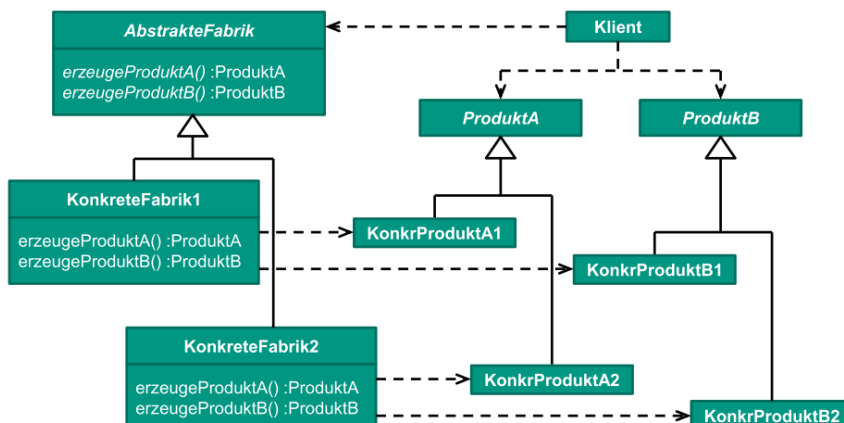 AbstrakteFabrik
erzeugeProduktA() :ProduktA
erzeugeProduktB() :ProduktB
Klient
ProduktA
ProduktB
KonkreteFabrik1
erzeugeProduktA() :ProduktA
erzeugeProduktB() :ProduktB
KonkrProduktA1
KonkrProduktB1
KonkreteFabrik2
erzeugeProduktA() :ProduktA
erzeugeProduktB() :ProduktB
KonkrProduktA2
KonkrProduktB2